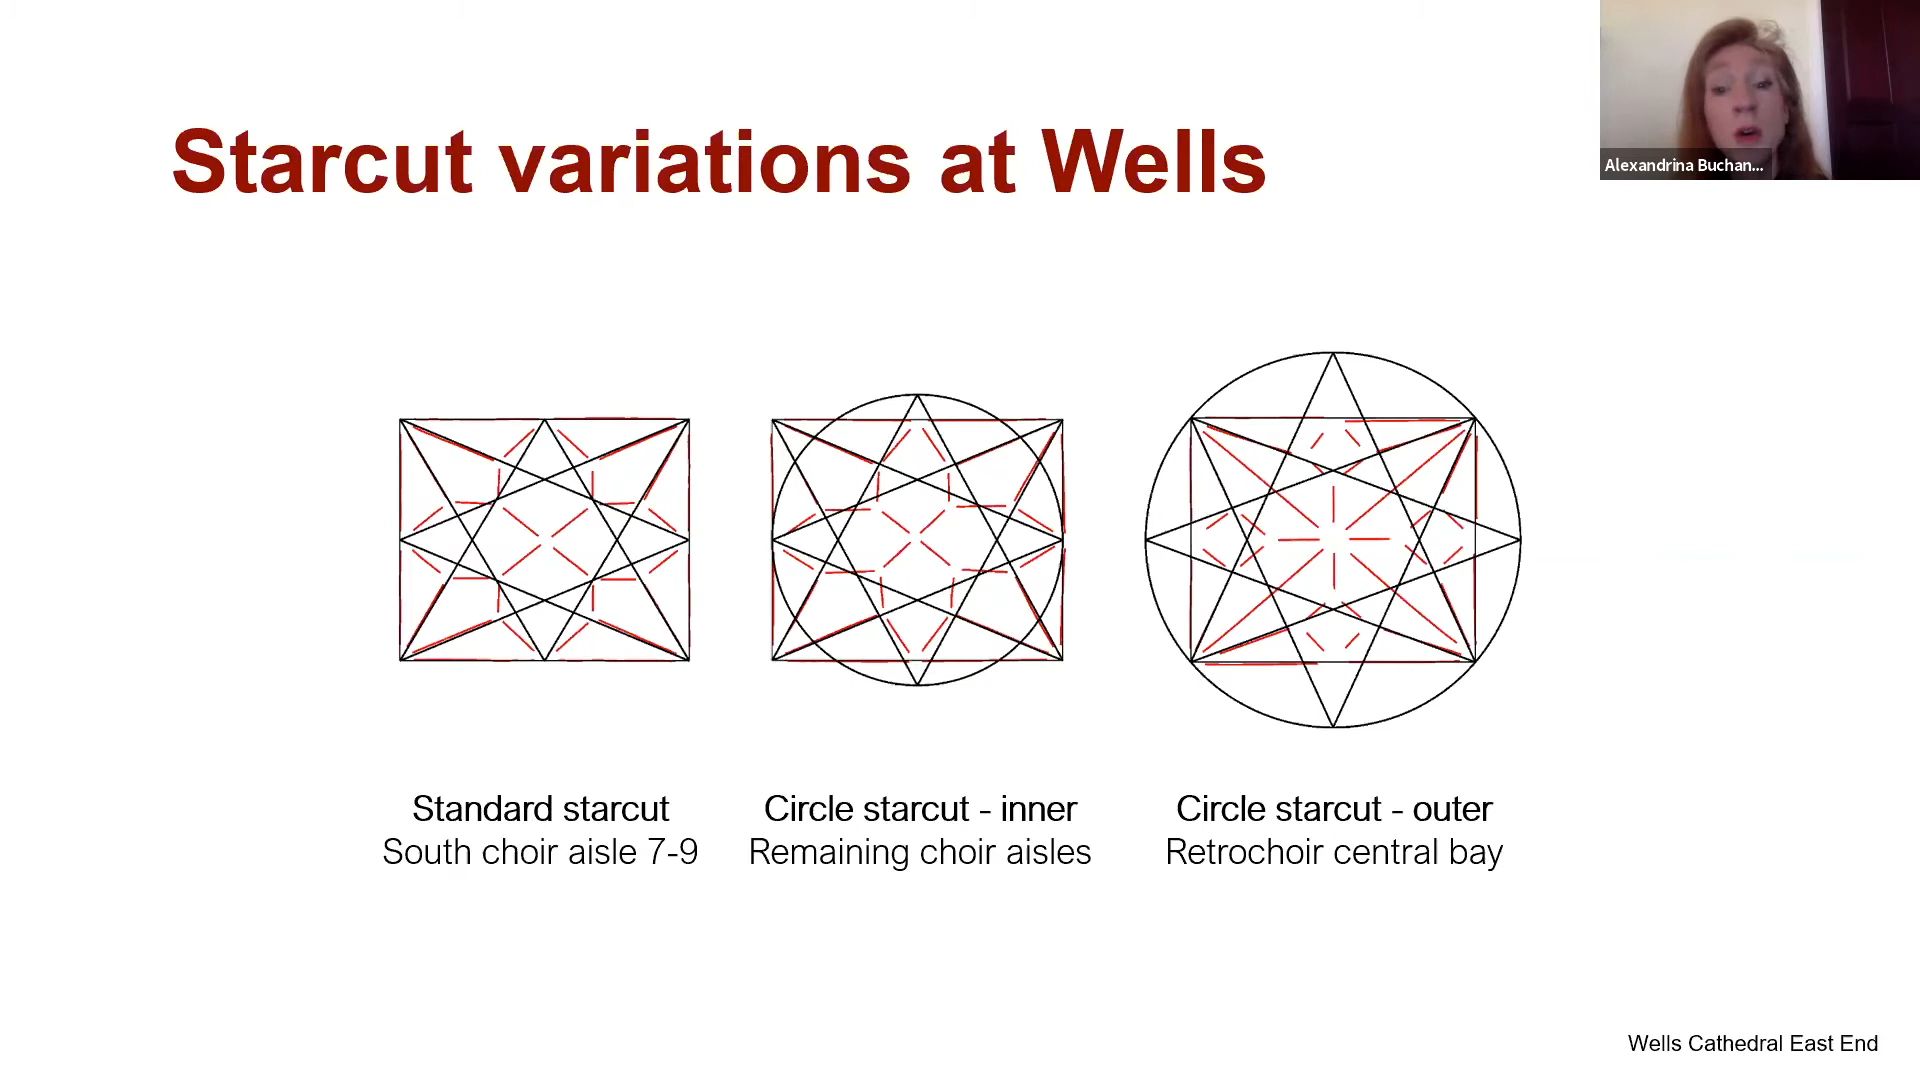 Starcut variations at Wells
Alexandrina Buchan...
Standard starcut
South choir aisle 7-9
Circle starcut - inner
Remaining choir aisles
Circle starcut - outer
Retrochoir central bay
Wells Cathedral East End